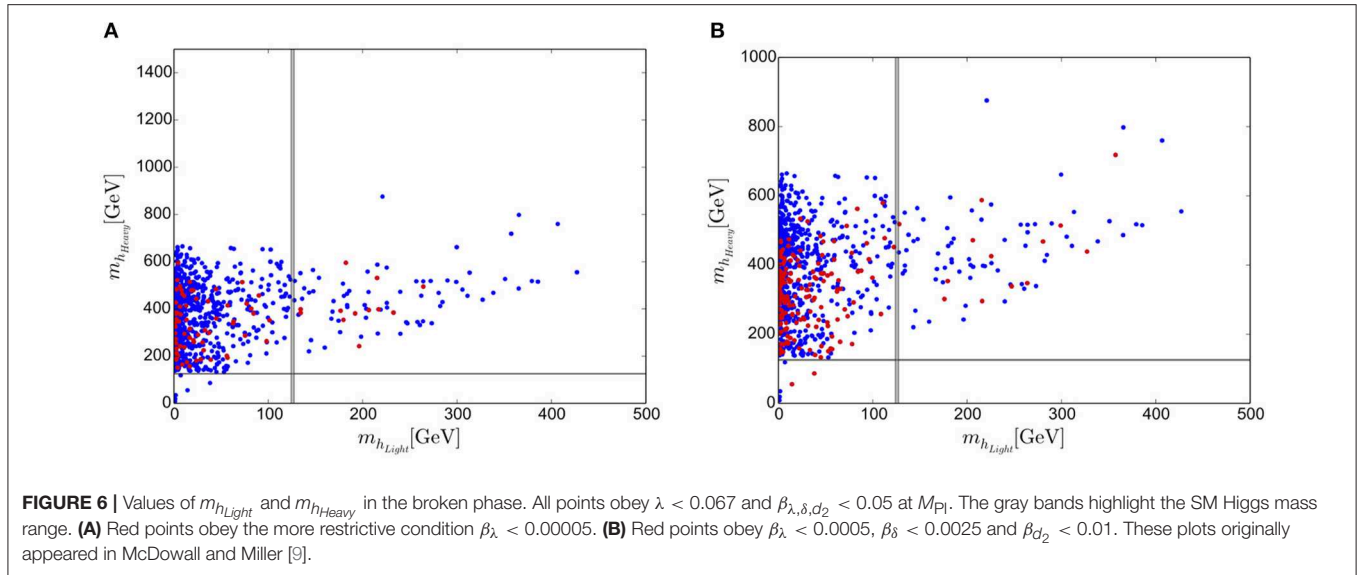 A
1400
1200
1000
800
600
400
200
0
0 100 200 300 400 500
m_{h_{Heavy}}[GeV]
m_{h_{Light}}[GeV]
B
1000
800
600
400
200
0
0 100 200 300 400 500
m_{h_{Heavy}}[GeV]
m_{h_{Light}}[GeV]
FIGURE 6 | Values of m_{h_{Light}} and m_{h_{Heavy}} in the broken phase. All points obey λ < 0.067 and β_{λ,δ,d_2} < 0.05 at M_{Pl}. The gray bands highlight the SM Higgs mass
range. (A) Red points obey the more restrictive condition β_λ < 0.00005. (B) Red points obey β_λ < 0.0005, β_δ < 0.0025 and β_{d_2} < 0.01. These plots originally
appeared in McDowall and Miller [9].